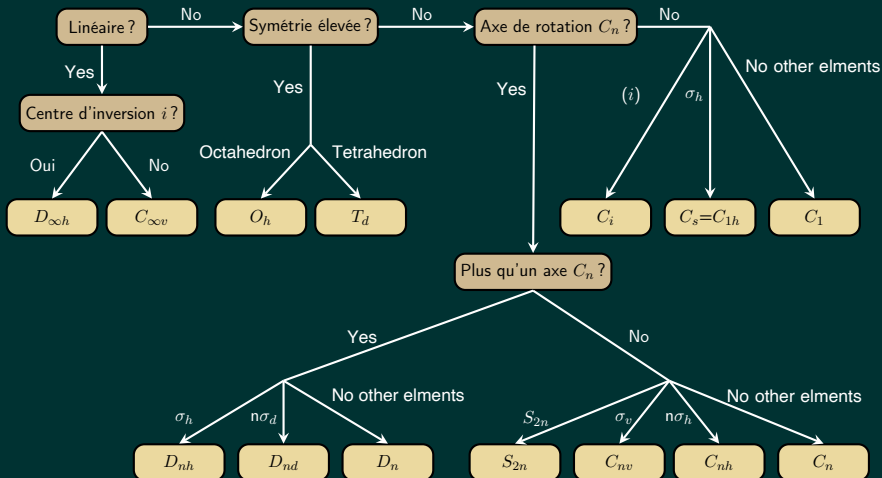 Linéaire ?
No
Symétrie élevée ?
No
Axe de rotation Cₙ ?
No
Yes
Yes
Yes
(i)
σₕ
No other elments
Centre d'inversion i ?
Oui
No
Octahedron
Tetrahedron
D∞ₕ
C∞ᵥ
Oₕ
T_d
Cᵢ
Cₛ=C₁ₕ
C₁
Plus qu'un axe Cₙ ?
Yes
No
σₕ
nσ_d
No other elments
S₂ₙ
σᵥ
nσₕ
No other elments
Dₙₕ
D_{nd}
Dₙ
S₂ₙ
Cₙᵥ
Cₙₕ
Cₙ